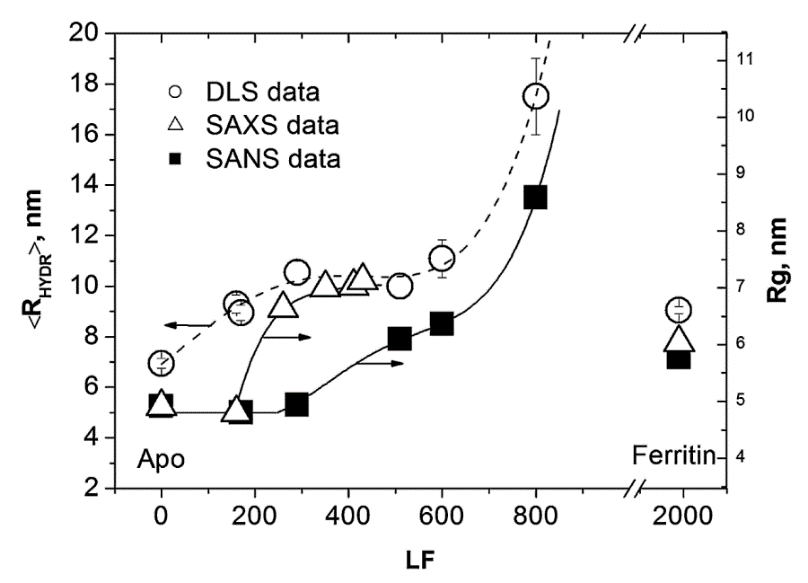 20
18
16
14
12
10
8
6
4
2
<R_HYDR>, nm
DLS data
SAXS data
SANS data
Apo
Ferritin
11
10
9
8
7
6
5
4
Rg, nm
0 200 400 600 800 2000
LF